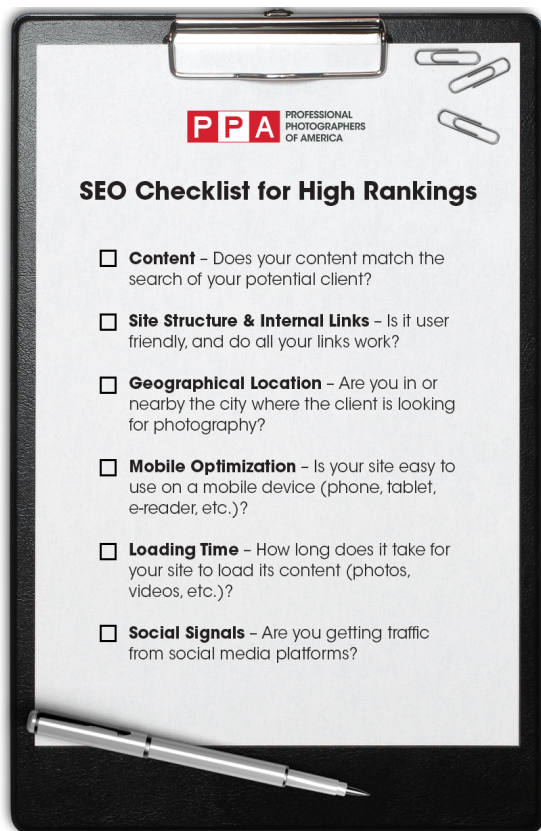 PPA PROFESSIONAL
PHOTOGRAPHERS
OF AMERICA
SEO Checklist for High Rankings
Content – Does your content match the
search of your potential client?
Site Structure & Internal Links – Is it user
friendly, and do all your links work?
Geographical Location – Are you in or
nearby the city where the client is looking
for photography?
Mobile Optimization – Is your site easy to
use on a mobile device (phone, tablet,
e-reader, etc.)?
Loading Time – How long does it take for
your site to load its content (photos,
videos, etc.)?
Social Signals – Are you getting traffic
from social media platforms?